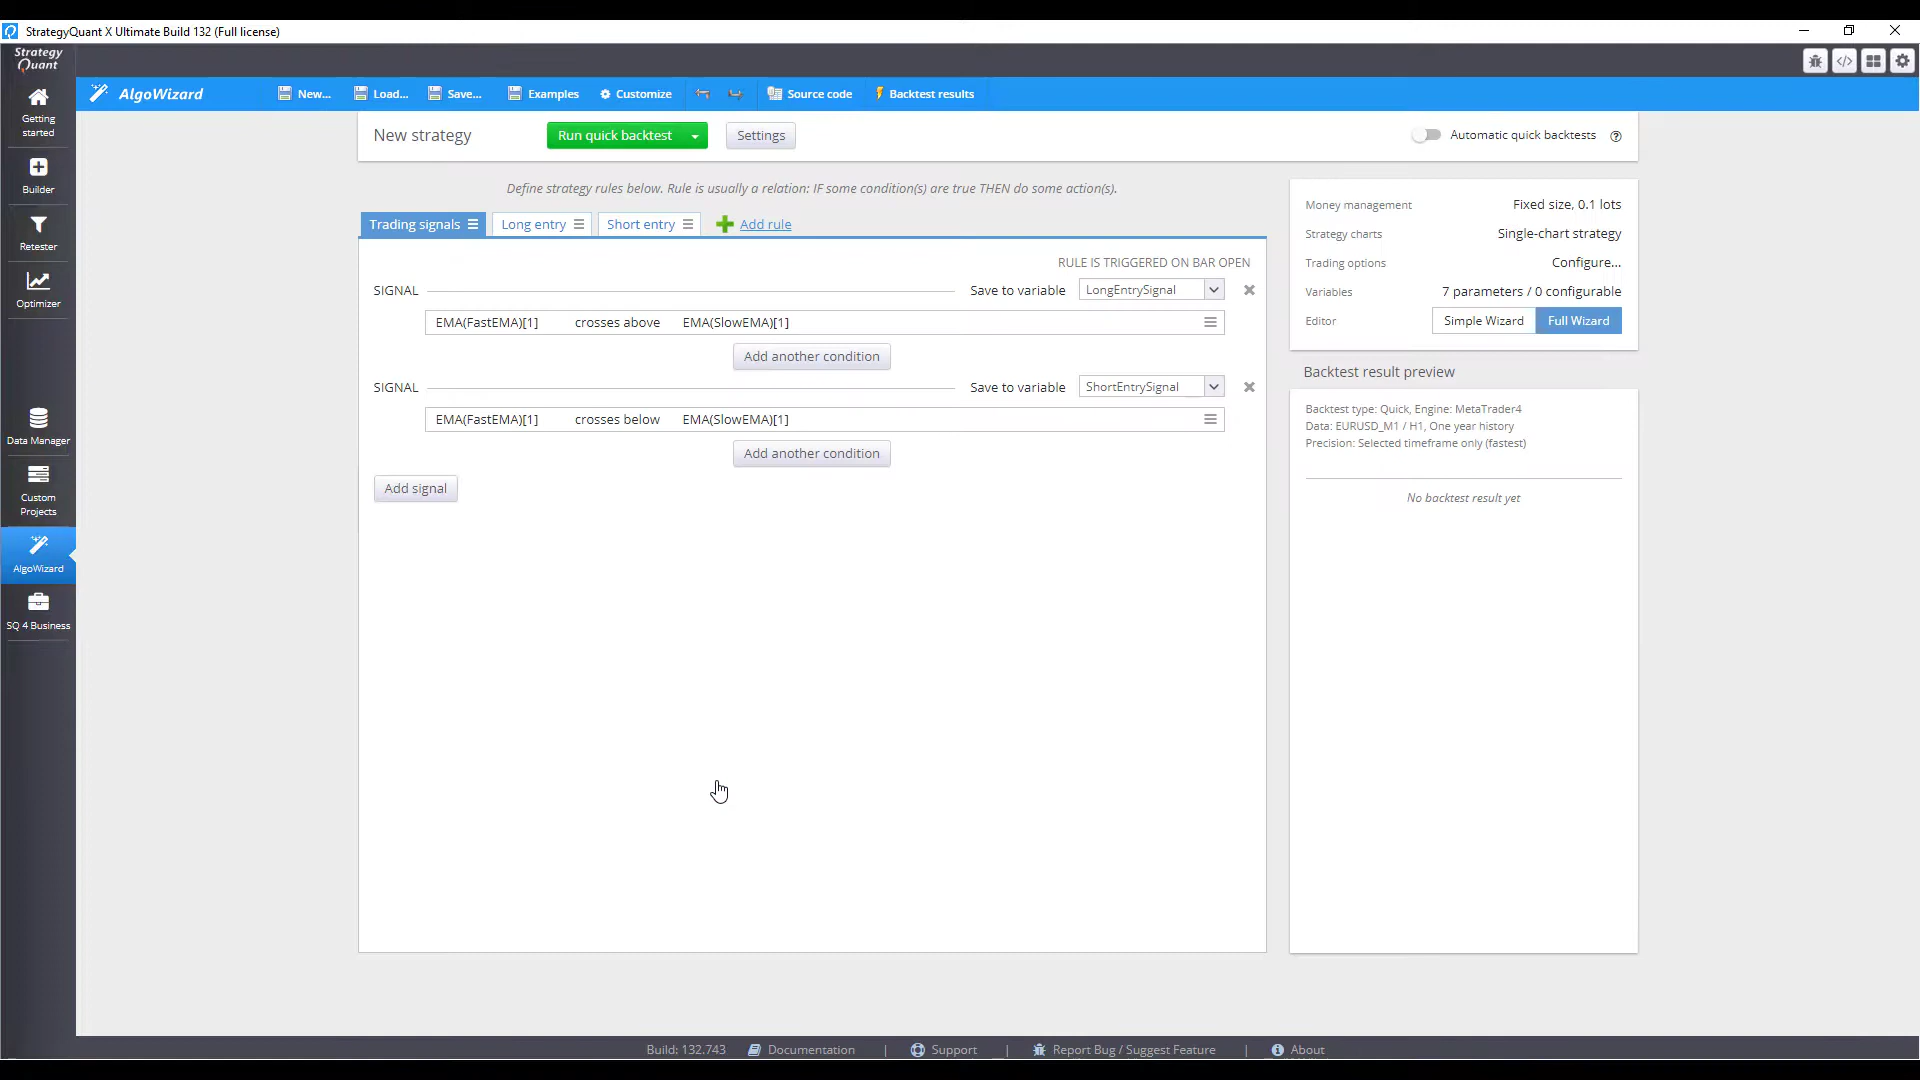 StrategyQuant X Ultimate Build 132 (Full license)
Strategy
Quant
AlgoWizard
New...
Load...
Save...
Examples
Customize
Source code
Backtest results
Getting
started
Builder
Retester
Optimizer
Data Manager
Custom
Projects
AlgoWizard
SQ 4 Business
New strategy
Run quick backtest
Settings
Automatic quick backtests
Define strategy rules below. Rule is usually a relation: IF some condition(s) are true THEN do some action(s).
Trading signals
Long entry
Short entry
Add rule
RULE IS TRIGGERED ON BAR OPEN
SIGNAL
Save to variable
LongEntrySignal
EMA(FastEMA)[1] crosses above EMA(SlowEMA)[1]
Add another condition
SIGNAL
Save to variable
ShortEntrySignal
EMA(FastEMA)[1] crosses below EMA(SlowEMA)[1]
Add another condition
Add signal
Money management Fixed size, 0.1 lots
Strategy charts Single-chart strategy
Trading options Configure...
Variables 7 parameters / 0 configurable
Editor Simple Wizard Full Wizard
Backtest result preview
Backtest type: Quick, Engine: MetaTrader4
Data: EURUSD_M1 / H1, One year history
Precision: Selected timeframe only (fastest)
No backtest result yet
Build: 132.743 Documentation | Support | Report Bug / Suggest Feature | About